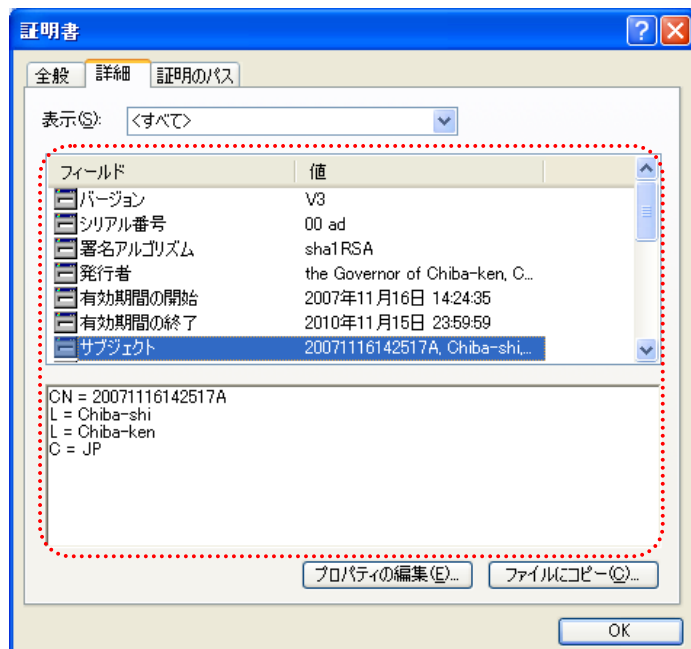 証明書
全般 詳細 証明のパス
表示(S): <すべて>
フィールド 値
バージョン V3
シリアル番号 00 ad
署名アルゴリズム sha1RSA
発行者 the Governor of Chiba-ken, C...
有効期間の開始 2007年11月16日 14:24:35
有効期間の終了 2010年11月15日 23:59:59
サブジェクト 20071116142517A, Chiba-shi,...
CN = 20071116142517A
L = Chiba-shi
L = Chiba-ken
C = JP
プロパティの編集(E)... ファイルにコピー(C)...
OK